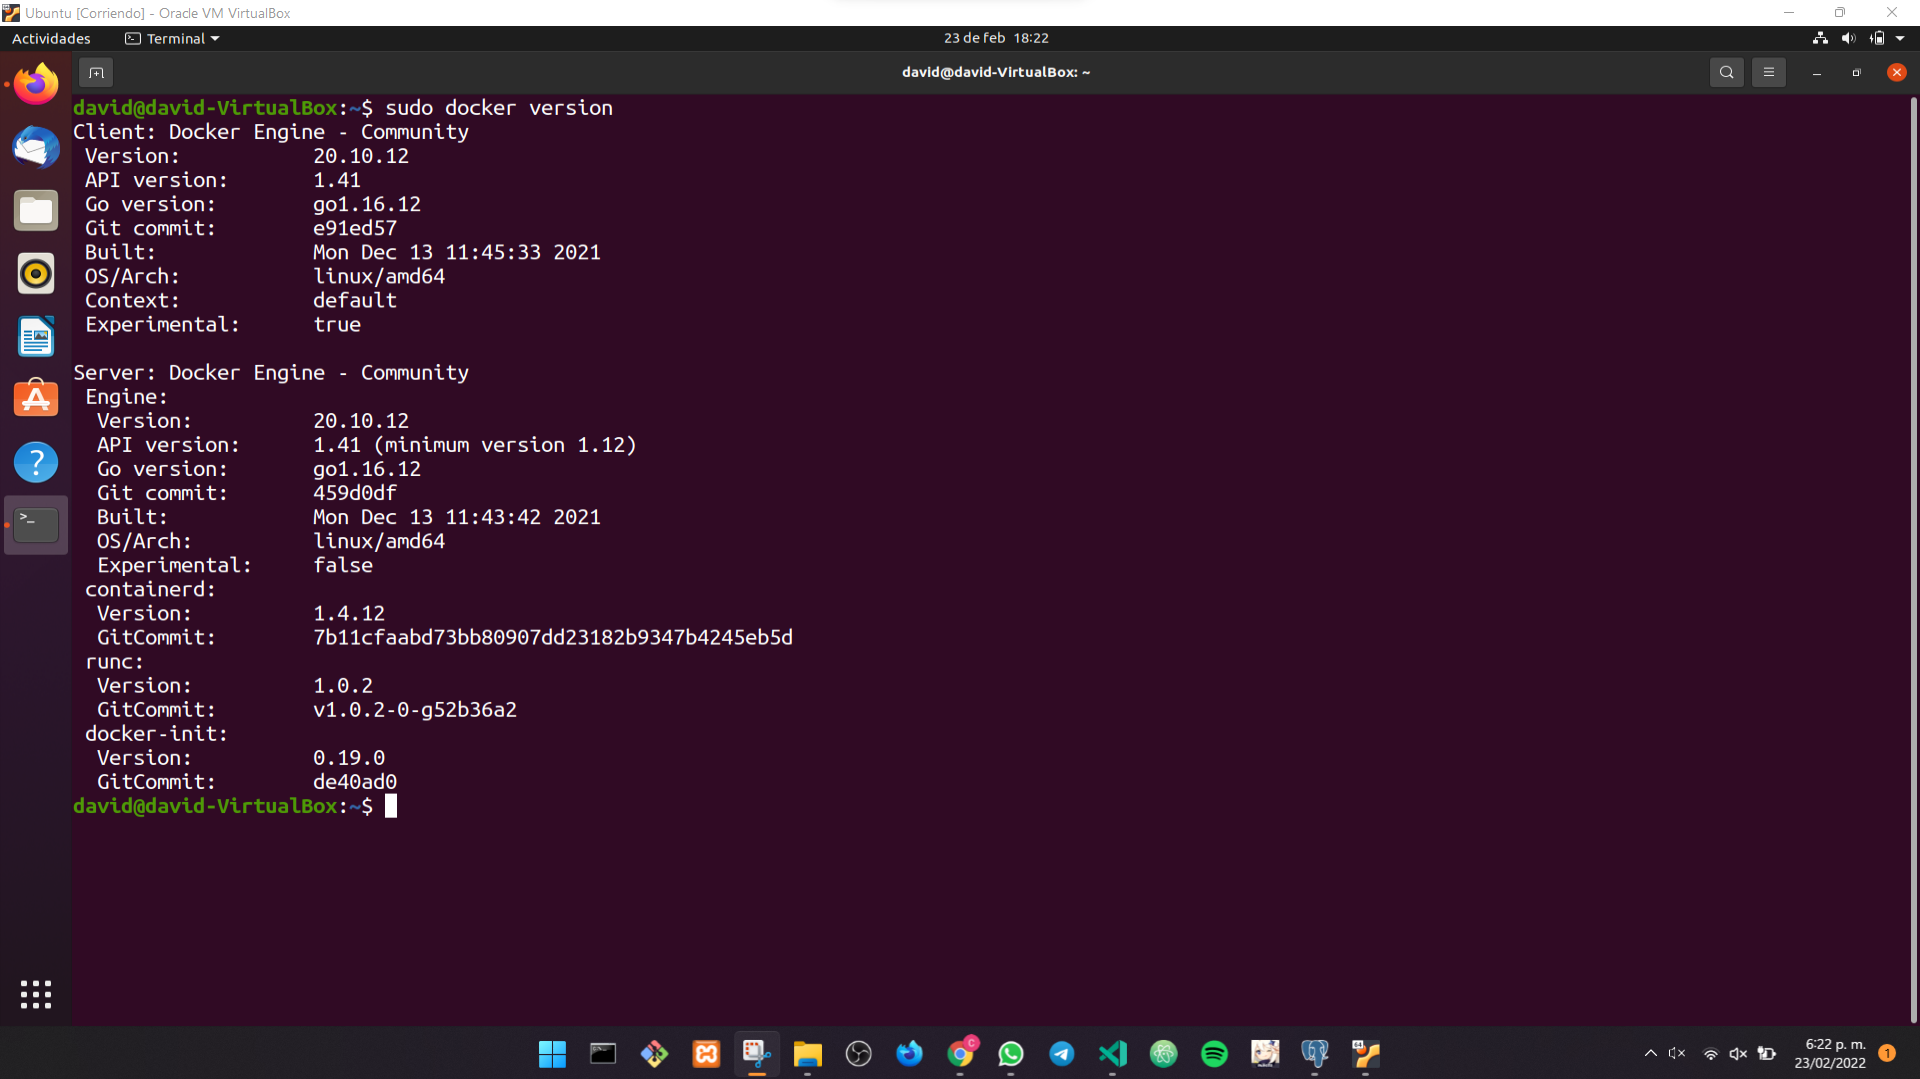 Ubuntu [Corriendo] - Oracle VM VirtualBox
Actividades Terminal 23 de feb 18:22
david@david-VirtualBox: ~
david@david-VirtualBox:~$ sudo docker version
Client: Docker Engine - Community
Version: 20.10.12
API version: 1.41
Go version: go1.16.12
Git commit: e91ed57
Built: Mon Dec 13 11:45:33 2021
OS/Arch: linux/amd64
Context: default
Experimental: true
Server: Docker Engine - Community
Engine:
Version: 20.10.12
API version: 1.41 (minimum version 1.12)
Go version: go1.16.12
Git commit: 459d0df
Built: Mon Dec 13 11:43:42 2021
OS/Arch: linux/amd64
Experimental: false
containerd:
Version: 1.4.12
GitCommit: 7b11cfaabd73bb80907dd23182b9347b4245eb5d
runc:
Version: 1.0.2
GitCommit: v1.0.2-0-g52b36a2
docker-init:
Version: 0.19.0
GitCommit: de40ad0
david@david-VirtualBox:~$
6:22 p. m.
23/02/2022
1